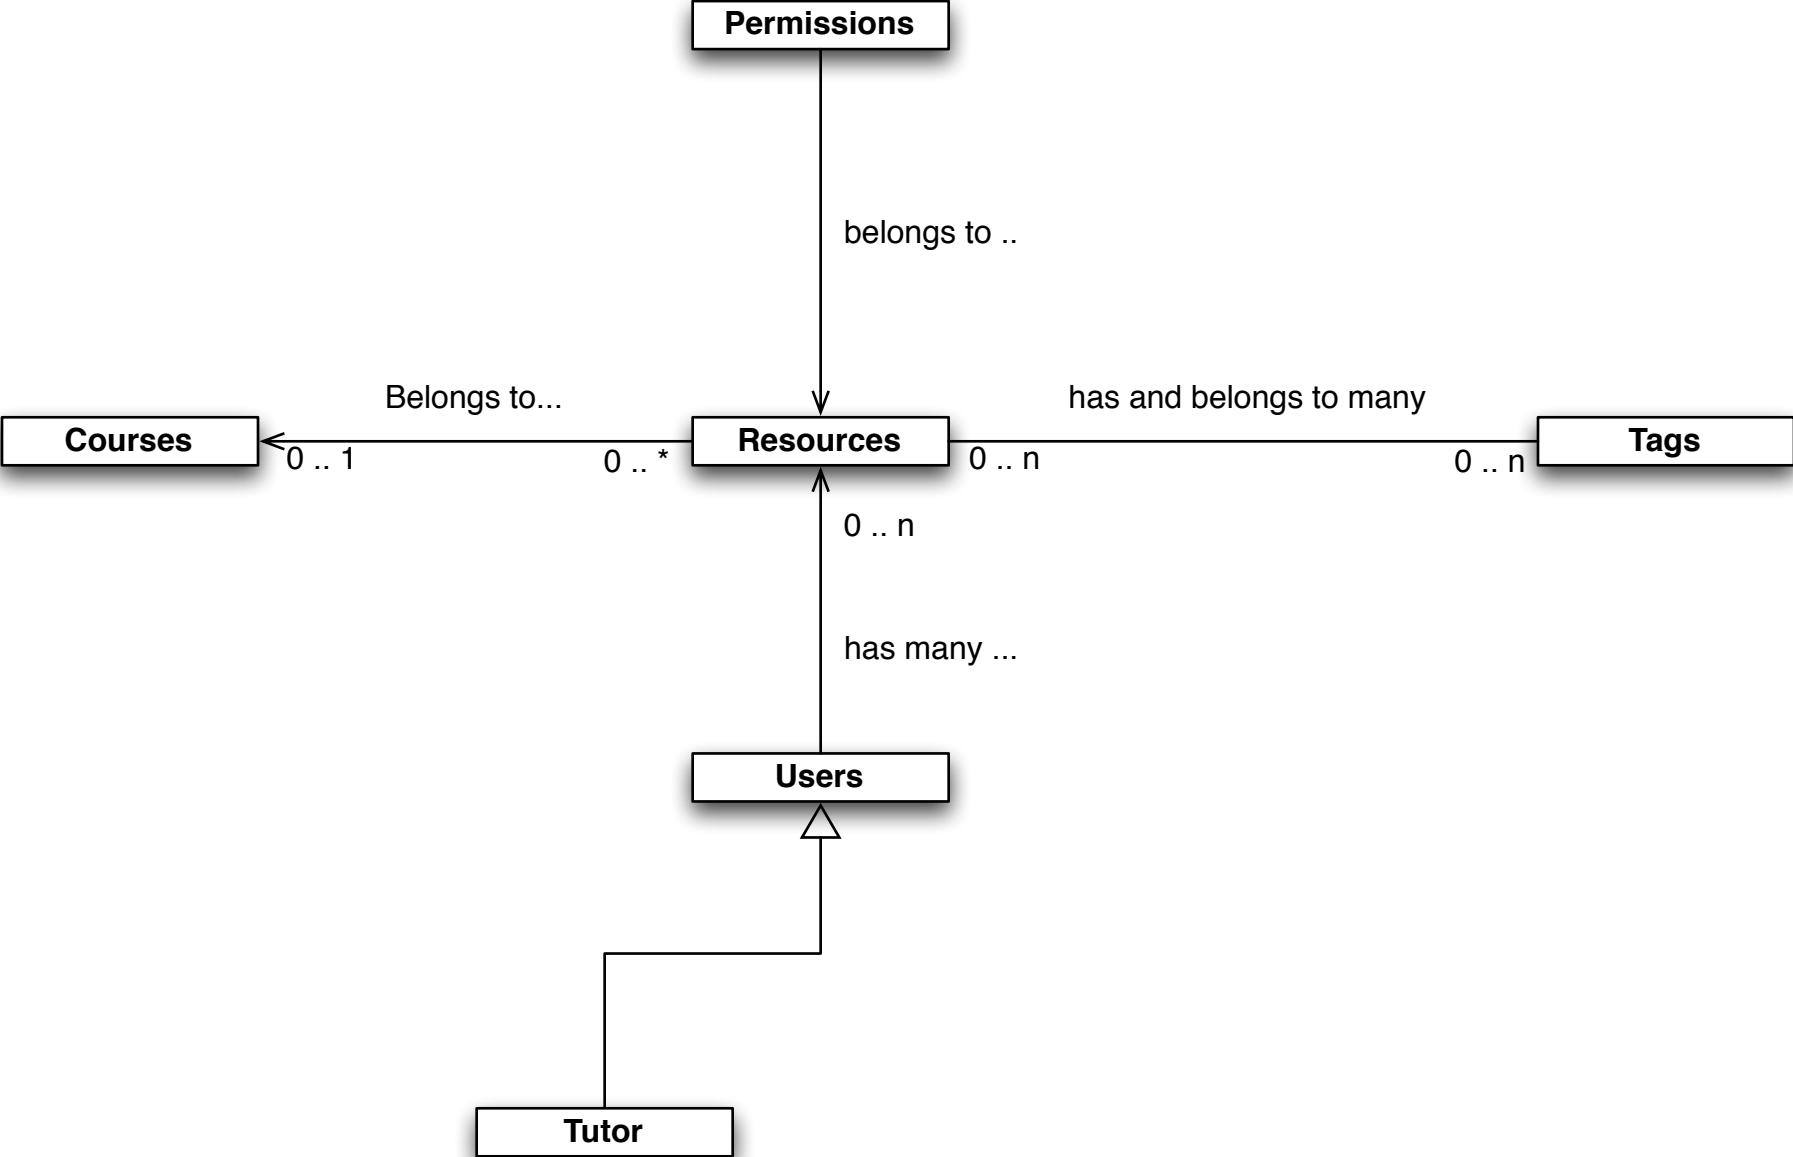 Permissions
belongs to ..
Belongs to...
has and belongs to many
Courses
Resources
Tags
0 .. 1
0 .. *
0 .. n
0 .. n
0 .. n
has many ...
Users
Tutor